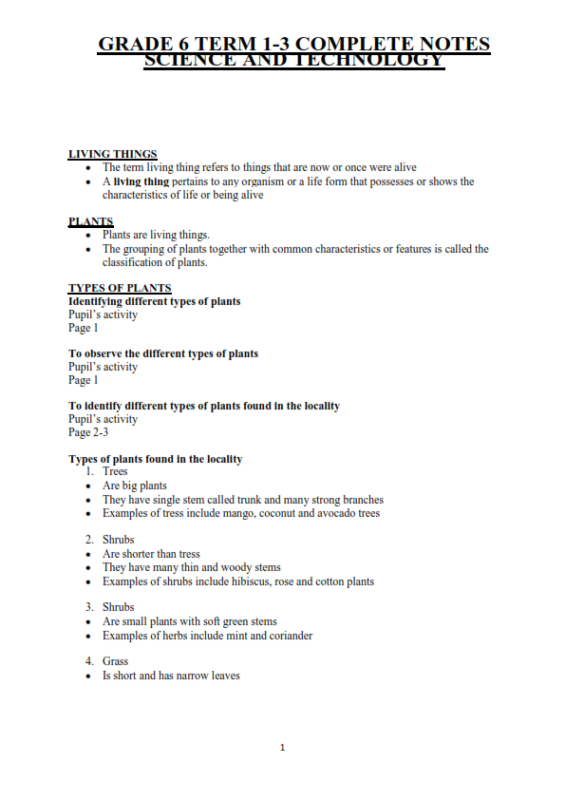 GRADE 6 TERM 1-3 COMPLETE NOTES
SCIENCE AND TECHNOLOGY
LIVING THINGS
• The term living thing refers to things that are now or once were alive
• A living thing pertains to any organism or a life form that possesses or shows the
characteristics of life or being alive
PLANTS
• Plants are living things.
• The grouping of plants together with common characteristics or features is called the
classification of plants.
TYPES OF PLANTS
Identifying different types of plants
Pupil's activity
Page 1
To observe the different types of plants
Pupil's activity
Page 1
To identify different types of plants found in the locality
Pupil's activity
Page 2-3
Types of plants found in the locality
1. Trees
• Are big plants
• They have single stem called trunk and many strong branches
• Examples of tress include mango, coconut and avocado trees
2. Shrubs
• Are shorter than tress
• They have many thin and woody stems
• Examples of shrubs include hibiscus, rose and cotton plants
3. Shrubs
• Are small plants with soft green stems
• Examples of herbs include mint and coriander
4. Grass
• Is short and has narrow leaves
1